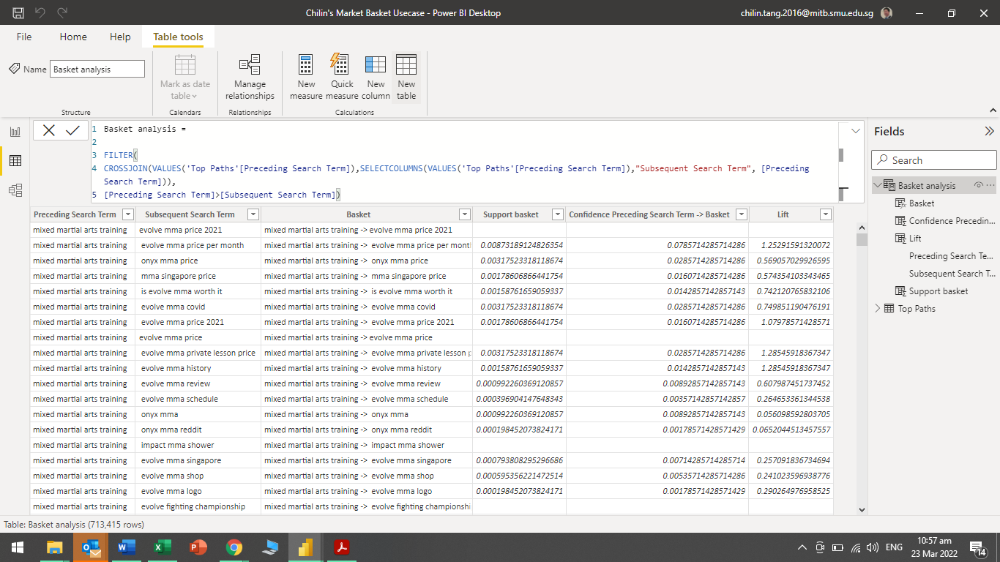 Chilin's Market Basket Usecase - Power BI Desktop
chilin.tang.2016@mitb.smu.edu.sg
File Home Help Table tools
Name Basket analysis
Mark as date table
Manage relationships
New measure
Quick measure
New column
New table
Structure Calendars Relationships Calculations
1 Basket analysis =
2
3 FILTER(
4 CROSSJOIN(VALUES('Top Paths'[Preceding Search Term]),SELECTCOLUMNS(VALUES('Top Paths'[Preceding Search Term]),"Subsequent Search Term", [Preceding
Search Term])),
5 [Preceding Search Term]>[Subsequent Search Term])
Preceding Search Term Subsequent Search Term Basket Support basket Confidence Preceding Search Term -> Basket Lift
mixed martial arts training evolve mma price 2021 mixed martial arts training -> evolve mma price 2021
mixed martial arts training evolve mma price per month mixed martial arts training -> evolve mma price per mont 0.00873189124826354 0.0785714285714286 1.25291591320072
mixed martial arts training onyx mma price mixed martial arts training -> onyx mma price 0.00317523318118674 0.0285714285714286 0.569057029926595
mixed martial arts training mma singapore price mixed martial arts training -> mma singapore price 0.00178606866441754 0.0160714285714286 0.574354103343465
mixed martial arts training is evolve mma worth it mixed martial arts training -> is evolve mma worth it 0.00158761659059337 0.0142857142857143 0.742120765832106
mixed martial arts training evolve mma covid mixed martial arts training -> evolve mma covid 0.00317523318118674 0.0285714285714286 0.749851190476191
mixed martial arts training evolve mma price 2021 mixed martial arts training -> evolve mma price 2021 0.00178606866441754 0.0160714285714286 1.07978571428571
mixed martial arts training evolve mma price mixed martial arts training -> evolve mma price
mixed martial arts training evolve mma private lesson price mixed martial arts training -> evolve mma private lesson p 0.00317523318118674 0.0285714285714286 1.28545918367347
mixed martial arts training evolve mma history mixed martial arts training -> evolve mma history 0.00158761659059337 0.0142857142857143 1.28545918367347
mixed martial arts training evolve mma review mixed martial arts training -> evolve mma review 0.000992260369120857 0.00892857142857143 0.607987451737452
mixed martial arts training evolve mma schedule mixed martial arts training -> evolve mma schedule 0.000396904147648343 0.00357142857142857 0.264653361344538
mixed martial arts training onyx mma mixed martial arts training -> onyx mma 0.000992260369120857 0.00892857142857143 0.056098592803705
mixed martial arts training onyx mma reddit mixed martial arts training -> onyx mma reddit 0.000198452073824171 0.00178571428571429 0.0652044513457557
mixed martial arts training impact mma shower mixed martial arts training -> impact mma shower
mixed martial arts training evolve mma singapore mixed martial arts training -> evolve mma singapore 0.000793808295296686 0.00714285714285714 0.257091836734694
mixed martial arts training evolve mma shop mixed martial arts training -> evolve mma shop 0.000595356221472514 0.00535714285714286 0.241023596938776
mixed martial arts training evolve mma logo mixed martial arts training -> evolve mma logo 0.000198452073824171 0.00178571428571429 0.290264976958525
mixed martial arts training evolve fighting championship mixed martial arts training -> evolve fighting championshi
Fields
Search
Basket analysis
Basket
Confidence Precedin...
Lift
Preceding Search Te...
Subsequent Search T...
Support basket
Top Paths
Table: Basket analysis (713,415 rows)
ENG
10:57 am
23 Mar 2022
14